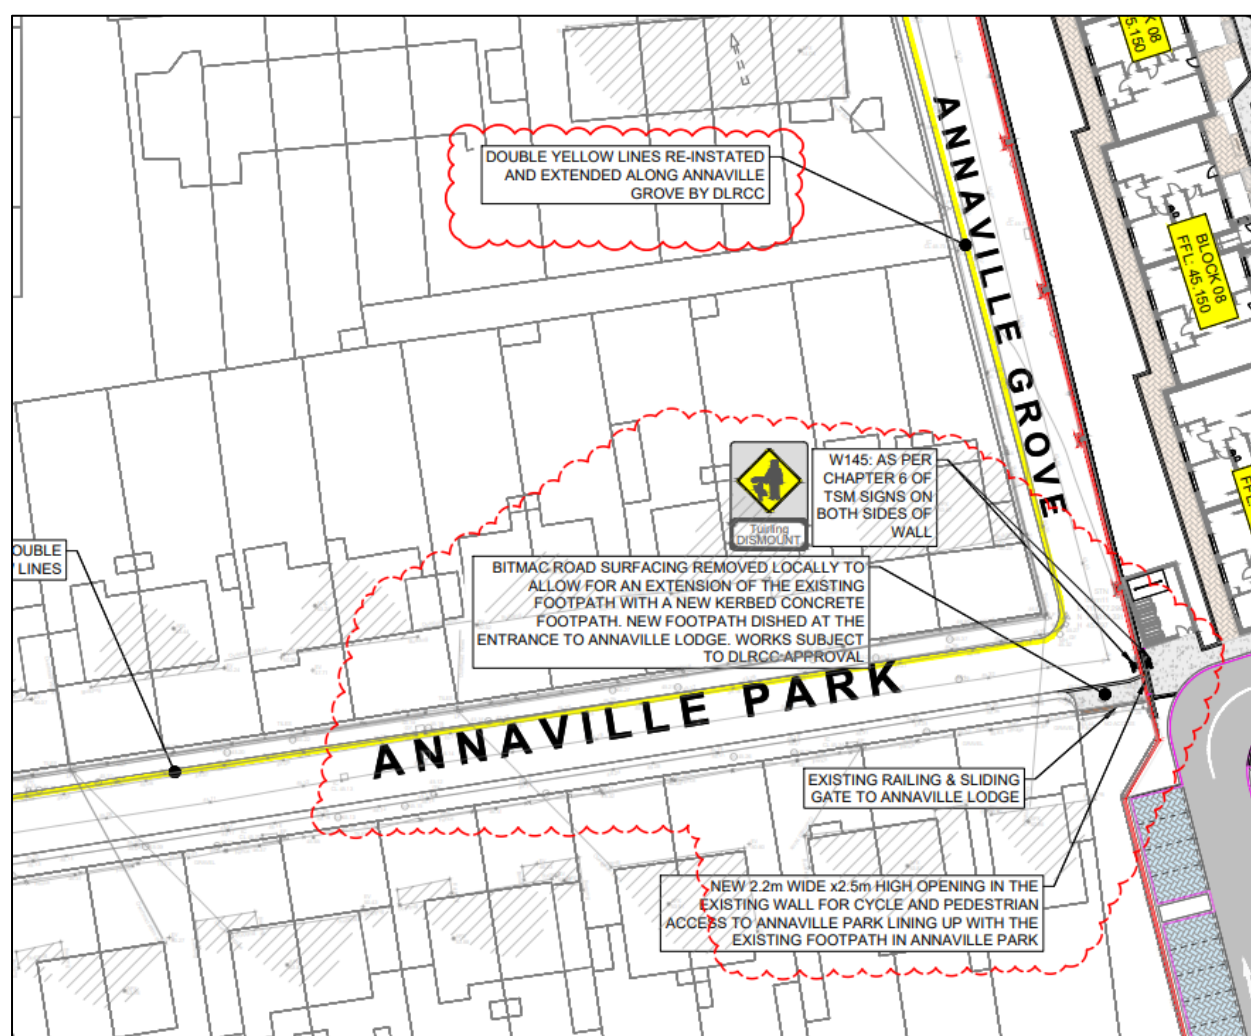 K 08
5.150
ANNAVILLE GROVE
DOUBLE YELLOW LINES RE-INSTATED
AND EXTENDED ALONG ANNAVILLE
GROVE BY DLRCC
BLOCK 08
FFL: 45.150
W145: AS PER
CHAPTER 6 OF
TSM SIGNS ON
BOTH SIDES OF
WALL
Tuirling
DISMOUNT
FFL
OUBLE
LINES
BITMAC ROAD SURFACING REMOVED LOCALLY TO
ALLOW FOR AN EXTENSION OF THE EXISTING
FOOTPATH WITH A NEW KERBED CONCRETE
FOOTPATH. NEW FOOTPATH DISHED AT THE
ENTRANCE TO ANNAVILLE LODGE. WORKS SUBJECT
TO DLRCC APPROVAL
ANNAVILLE PARK
EXISTING RAILING & SLIDING
GATE TO ANNAVILLE LODGE
NEW 2.2m WIDE x2.5m HIGH OPENING IN THE
EXISTING WALL FOR CYCLE AND PEDESTRIAN
ACCESS TO ANNAVILLE PARK LINING UP WITH THE
EXISTING FOOTPATH IN ANNAVILLE PARK